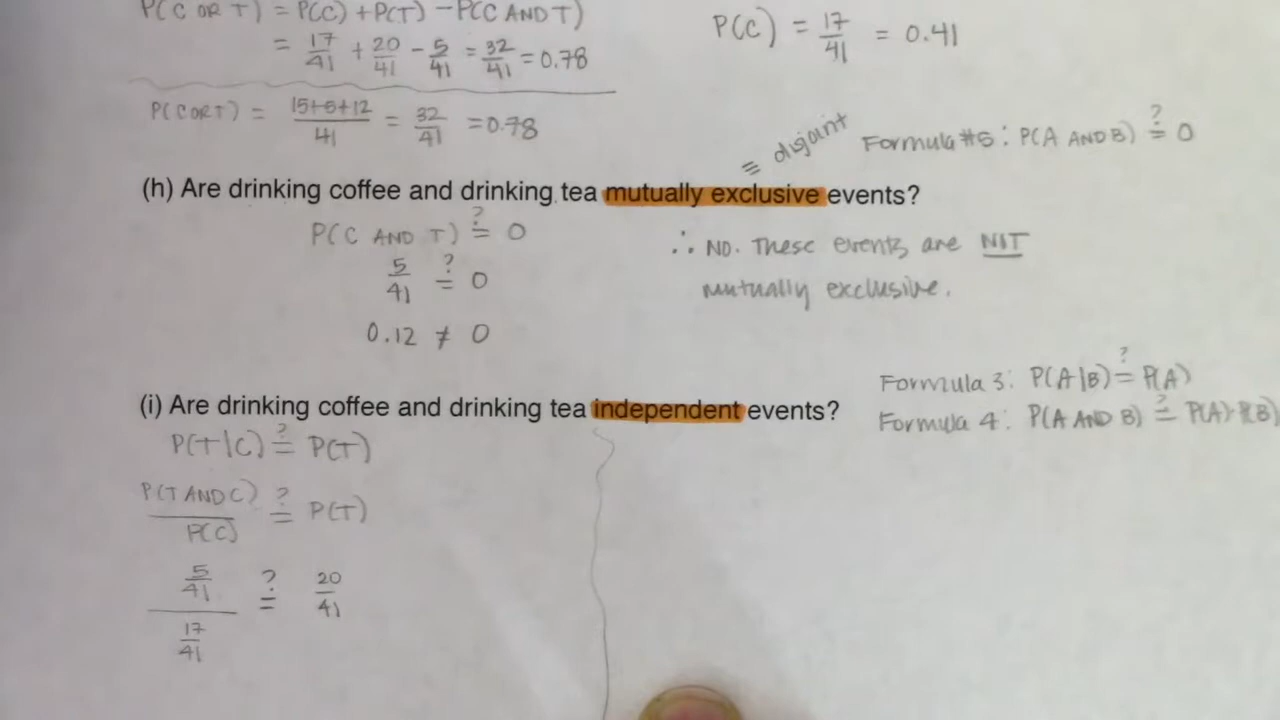 P(C OR T) = P(C) + P(T) - P(C AND T)
= 17/41 + 20/41 - 5/41 = 32/41 = 0.78
P(C) = 17/41 = 0.41
P(C OR T) = 15+5+12/41 = 32/41 = 0.78
= disjoint
Formula #5: P(A AND B) ?= 0
(h) Are drinking coffee and drinking tea mutually exclusive events?
P(C AND T) ?= 0
5/41 ?= 0
0.12 ≠ 0
∴ NO. These events are NOT
mutually exclusive.
Formula 3: P(A|B) ?= P(A)
Formula 4: P(A AND B) ?= P(A)·P(B)
(i) Are drinking coffee and drinking tea independent events?
P(T|C) ?= P(T)
P(T AND C)/P(C) ?= P(T)
5/41 / 17/41 ?= 20/41